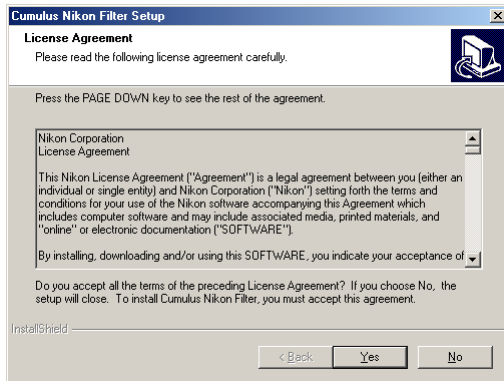 Cumulus Nikon Filter Setup
License Agreement
Please read the following license agreement carefully.
Press the PAGE DOWN key to see the rest of the agreement.
Nikon Corporation
License Agreement
This Nikon License Agreement ("Agreement") is a legal agreement between you (either an
individual or single entity) and Nikon Corporation ("Nikon") setting forth the terms and
conditions for your use of the Nikon software accompanying this Agreement which
includes computer software and may include associated media, printed materials, and
"online" or electronic documentation ("SOFTWARE").
By installing, downloading and/or using this SOFTWARE, you indicate your acceptance of
Do you accept all the terms of the preceding License Agreement? If you choose No, the
setup will close. To install Cumulus Nikon Filter, you must accept this agreement.
InstallShield
< Back
Yes
No